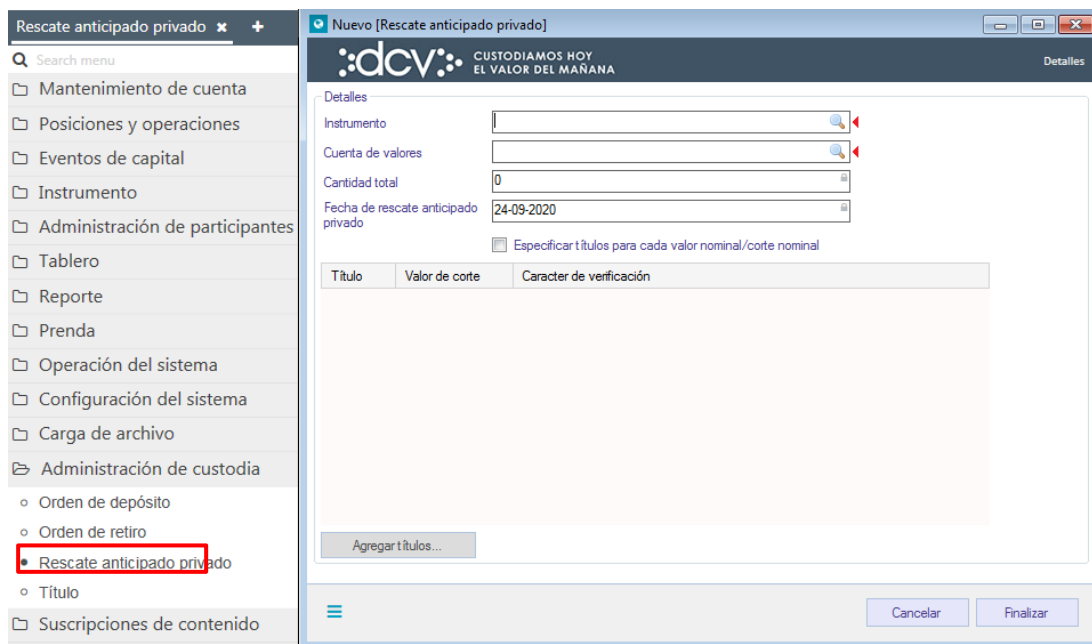 Rescate anticipado privado × +
Search menu
Mantenimiento de cuenta
Posiciones y operaciones
Eventos de capital
Instrumento
Administración de participantes
Tablero
Reporte
Prenda
Operación del sistema
Configuración del sistema
Carga de archivo
Administración de custodia
Orden de depósito
Orden de retiro
Rescate anticipado privado
Título
Suscripciones de contenido
Nuevo [Rescate anticipado privado]
dcv CUSTODIAMOS HOY
EL VALOR DEL MAÑANA
Detalles
Detalles
Instrumento
Cuenta de valores
Cantidad total 0
Fecha de rescate anticipado
privado
24-09-2020
Especificar títulos para cada valor nominal/corte nominal
Título Valor de corte Caracter de verificación
Agregar títulos...
Cancelar Finalizar